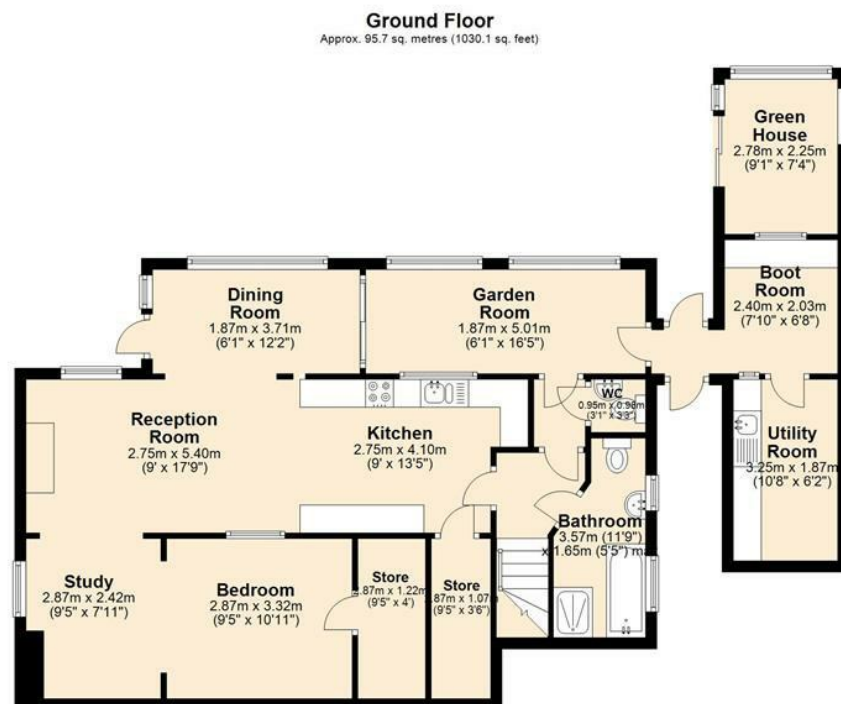 Ground Floor
Approx. 95.7 sq. metres (1030.1 sq. feet)
Green
House
2.78m x 2.25m
(9'1" x 7'4")
Boot
Room
2.40m x 2.03m
(7'10" x 6'8")
Dining
Room
1.87m x 3.71m
(6'1" x 12'2")
Garden
Room
1.87m x 5.01m
(6'1" x 16'5")
WC
0.95m x 0.98m
(3'1" x 3'3")
Reception
Room
2.75m x 5.40m
(9' x 17'9")
Kitchen
2.75m x 4.10m
(9' x 13'5")
Utility
Room
3.25m x 1.87m
(10'8" x 6'2")
Bathroom
3.57m (11'9")
x 1.65m (5'5") m
Study
2.87m x 2.42m
(9'5" x 7'11")
Bedroom
2.87m x 3.32m
(9'5" x 10'11")
Store
.87m x 1.22m
(9'5" x 4')
Store
.87m x 1.07m
(9'5" x 3'6")